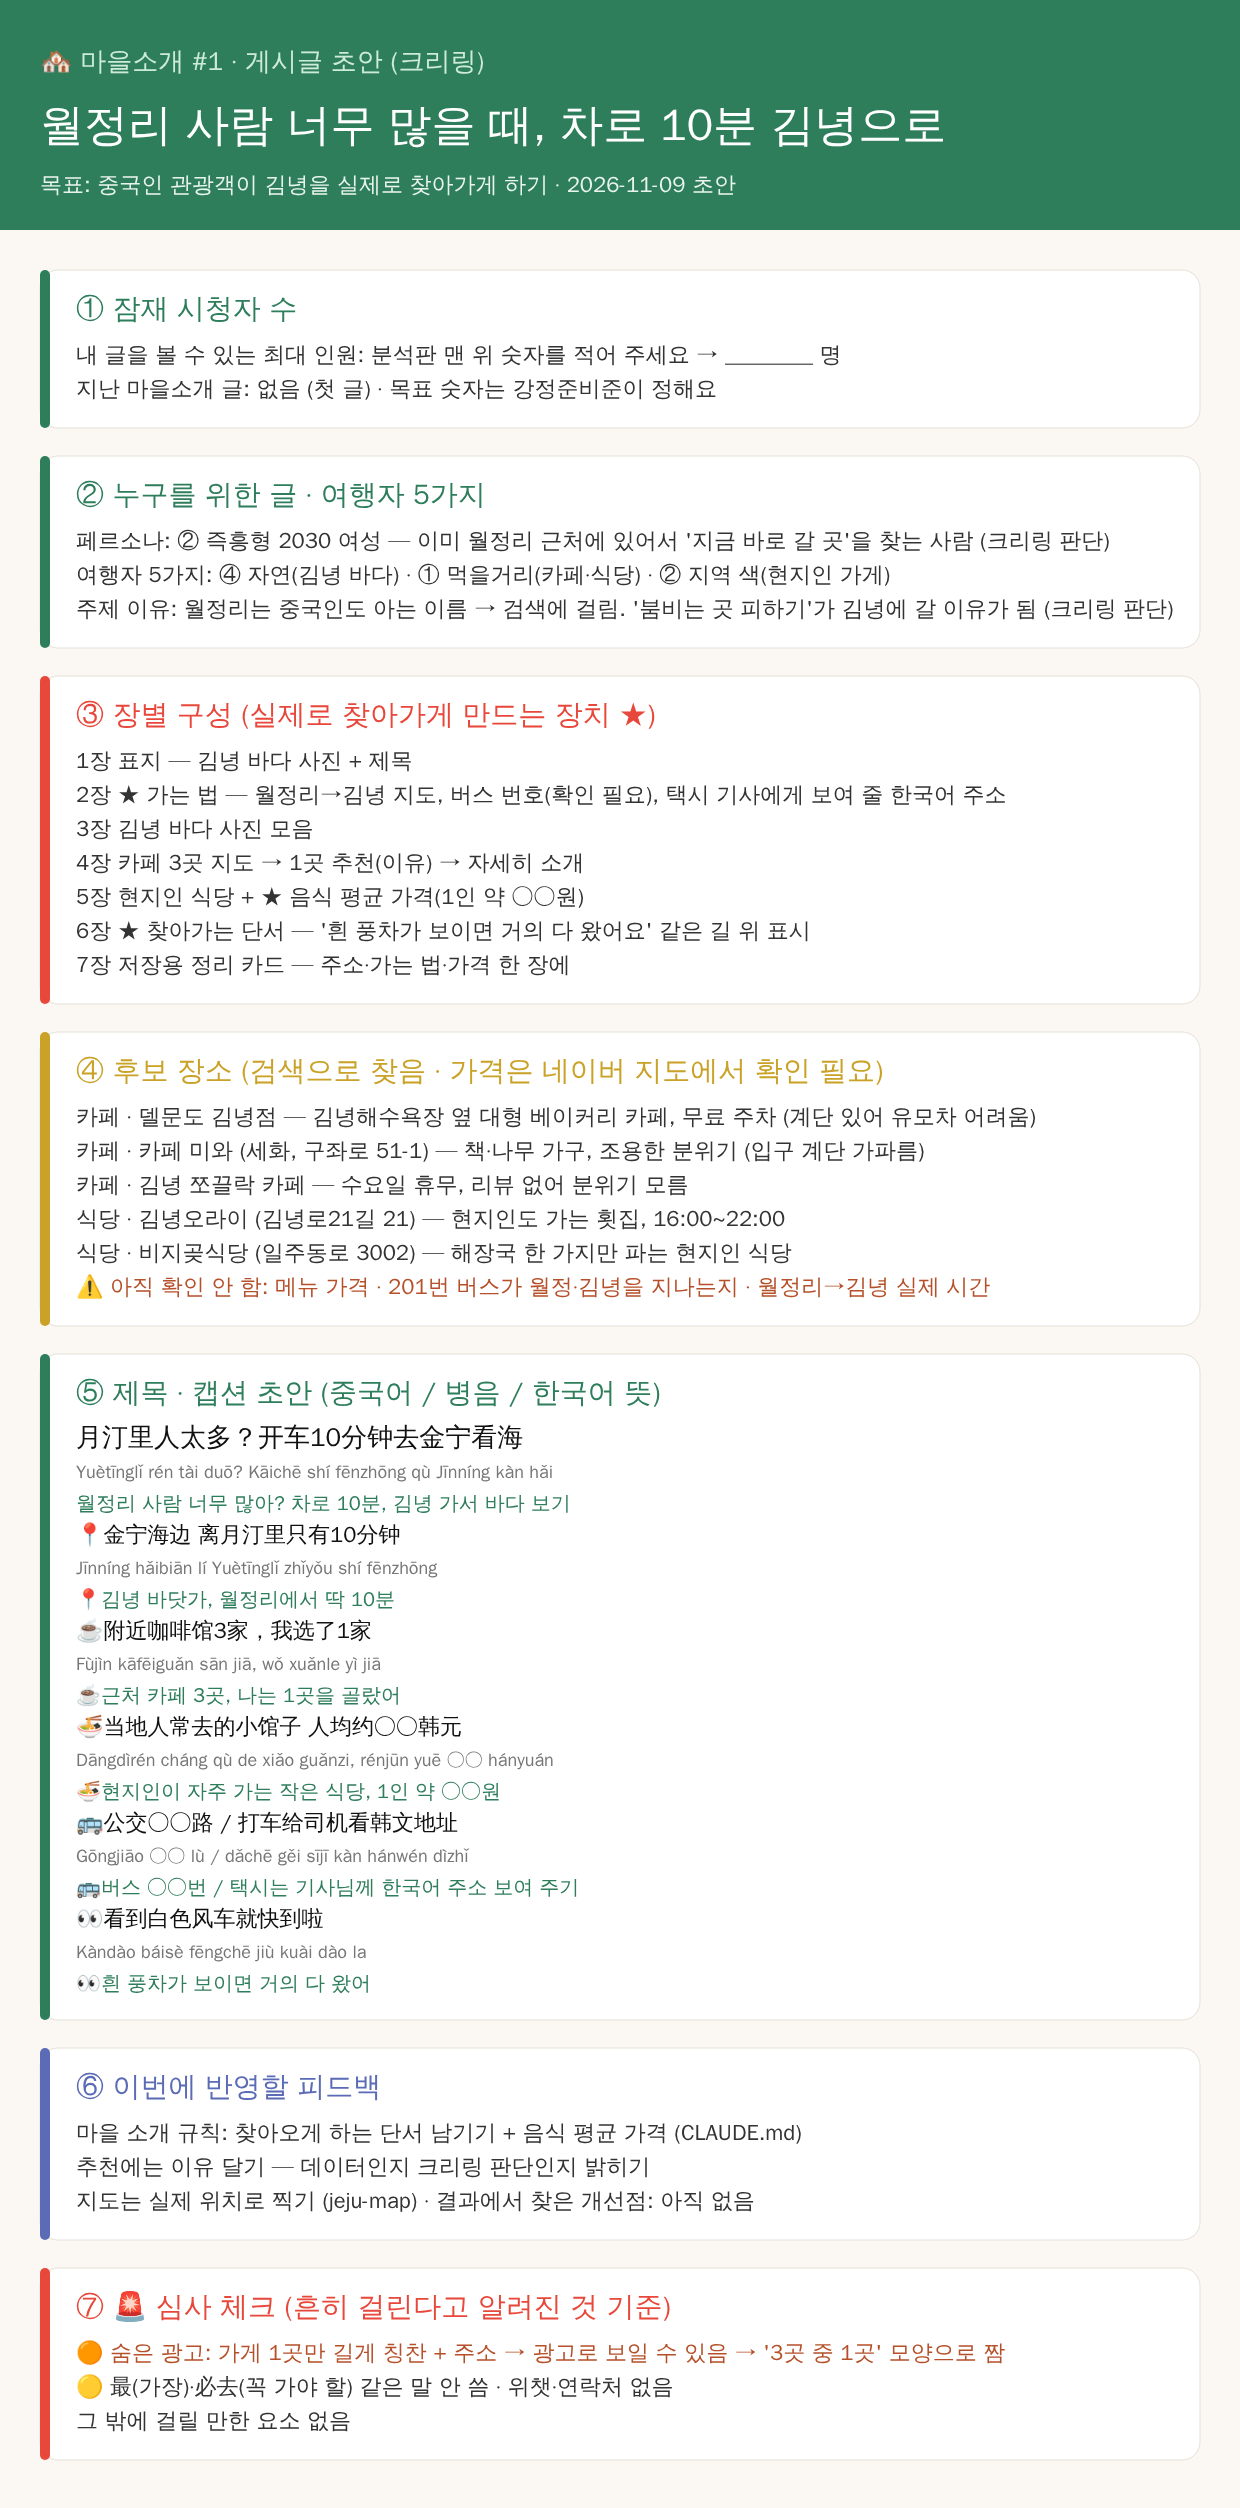 🏘️ 마을소개 #1 · 게시글 초안 (크리링)
월정리 사람 너무 많을 때, 차로 10분 김녕으로
목표: 중국인 관광객이 김녕을 실제로 찾아가게 하기 · 2026-11-09 초안
① 잠재 시청자 수
내 글을 볼 수 있는 최대 인원: 분석판 맨 위 숫자를 적어 주세요 → ________ 명
지난 마을소개 글: 없음 (첫 글) · 목표 숫자는 강정준비준이 정해요
② 누구를 위한 글 · 여행자 5가지
페르소나: ② 즉흥형 2030 여성 — 이미 월정리 근처에 있어서 '지금 바로 갈 곳'을 찾는 사람 (크리링 판단)
여행자 5가지: ④ 자연(김녕 바다) · ① 먹을거리(카페·식당) · ② 지역 색(현지인 가게)
주제 이유: 월정리는 중국인도 아는 이름 → 검색에 걸림. '붐비는 곳 피하기'가 김녕에 갈 이유가 됨 (크리링 판단)
③ 장별 구성 (실제로 찾아가게 만드는 장치 ★)
1장 표지 — 김녕 바다 사진 + 제목
2장 ★ 가는 법 — 월정리→김녕 지도, 버스 번호(확인 필요), 택시 기사에게 보여 줄 한국어 주소
3장 김녕 바다 사진 모음
4장 카페 3곳 지도 → 1곳 추천(이유) → 자세히 소개
5장 현지인 식당 + ★ 음식 평균 가격(1인 약 〇〇원)
6장 ★ 찾아가는 단서 — '흰 풍차가 보이면 거의 다 왔어요' 같은 길 위 표시
7장 저장용 정리 카드 — 주소·가는 법·가격 한 장에
④ 후보 장소 (검색으로 찾음 · 가격은 네이버 지도에서 확인 필요)
카페 · 델문도 김녕점 — 김녕해수욕장 옆 대형 베이커리 카페, 무료 주차 (계단 있어 유모차 어려움)
카페 · 카페 미와 (세화, 구좌로 51-1) — 책·나무 가구, 조용한 분위기 (입구 계단 가파름)
카페 · 김녕 쪼끌락 카페 — 수요일 휴무, 리뷰 없어 분위기 모름
식당 · 김녕오라이 (김녕로21길 21) — 현지인도 가는 횟집, 16:00~22:00
식당 · 비지곶식당 (일주동로 3002) — 해장국 한 가지만 파는 현지인 식당
⚠️ 아직 확인 안 함: 메뉴 가격 · 201번 버스가 월정·김녕을 지나는지 · 월정리→김녕 실제 시간
⑤ 제목 · 캡션 초안 (중국어 / 병음 / 한국어 뜻)
月汀里人太多？开车10分钟去金宁看海
Yuètīnglǐ rén tài duō? Kāichē shí fēnzhōng qù Jīnníng kàn hǎi
월정리 사람 너무 많아? 차로 10분, 김녕 가서 바다 보기
📍金宁海边 离月汀里只有10分钟
Jīnníng hǎibiān lí Yuètīnglǐ zhǐyǒu shí fēnzhōng
📍김녕 바닷가, 월정리에서 딱 10분
☕附近咖啡馆3家，我选了1家
Fùjìn kāfēiguǎn sān jiā, wǒ xuǎnle yì jiā
☕근처 카페 3곳, 나는 1곳을 골랐어
🍜当地人常去的小馆子 人均约〇〇韩元
Dāngdìrén cháng qù de xiǎo guǎnzi, rénjūn yuē 〇〇 hányuán
🍜현지인이 자주 가는 작은 식당, 1인 약 〇〇원
🚌公交〇〇路 / 打车给司机看韩文地址
Gōngjiāo 〇〇 lù / dǎchē gěi sījī kàn hánwén dìzhǐ
🚌버스 〇〇번 / 택시는 기사님께 한국어 주소 보여 주기
👀看到白色风车就快到啦
Kàndào báisè fēngchē jiù kuài dào la
👀흰 풍차가 보이면 거의 다 왔어
⑥ 이번에 반영할 피드백
마을 소개 규칙: 찾아오게 하는 단서 남기기 + 음식 평균 가격 (CLAUDE.md)
추천에는 이유 달기 — 데이터인지 크리링 판단인지 밝히기
지도는 실제 위치로 찍기 (jeju-map) · 결과에서 찾은 개선점: 아직 없음
⑦ 🚨 심사 체크 (흔히 걸린다고 알려진 것 기준)
🟠 숨은 광고: 가게 1곳만 길게 칭찬 + 주소 → 광고로 보일 수 있음 → '3곳 중 1곳' 모양으로 짬
🟡 最(가장)·必去(꼭 가야 할) 같은 말 안 씀 · 위챗·연락처 없음
그 밖에 걸릴 만한 요소 없음